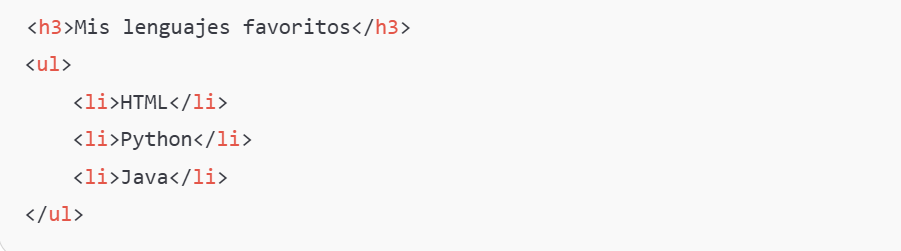 <h3>Mis lenguajes favoritos</h3>
<ul>
    <li>HTML</li>
    <li>Python</li>
    <li>Java</li>
</ul>